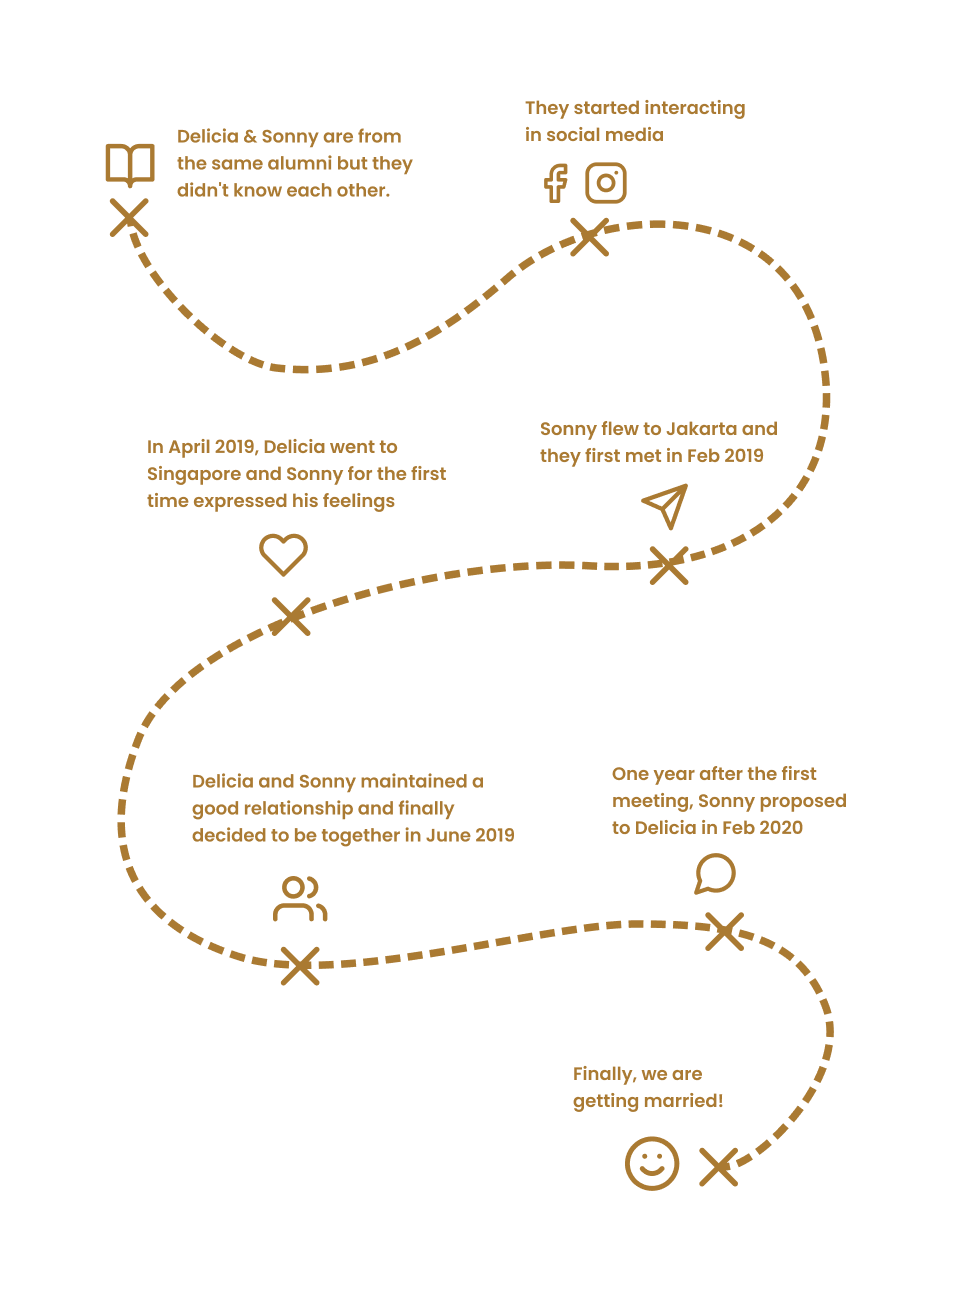 Delicia & Sonny are from
the same alumni but they
didn't know each other.
They started interacting
in social media
Sonny flew to Jakarta and
they first met in Feb 2019
In April 2019, Delicia went to
Singapore and Sonny for the first
time expressed his feelings
Delicia and Sonny maintained a
good relationship and finally
decided to be together in June 2019
One year after the first
meeting, Sonny proposed
to Delicia in Feb 2020
Finally, we are
getting married!